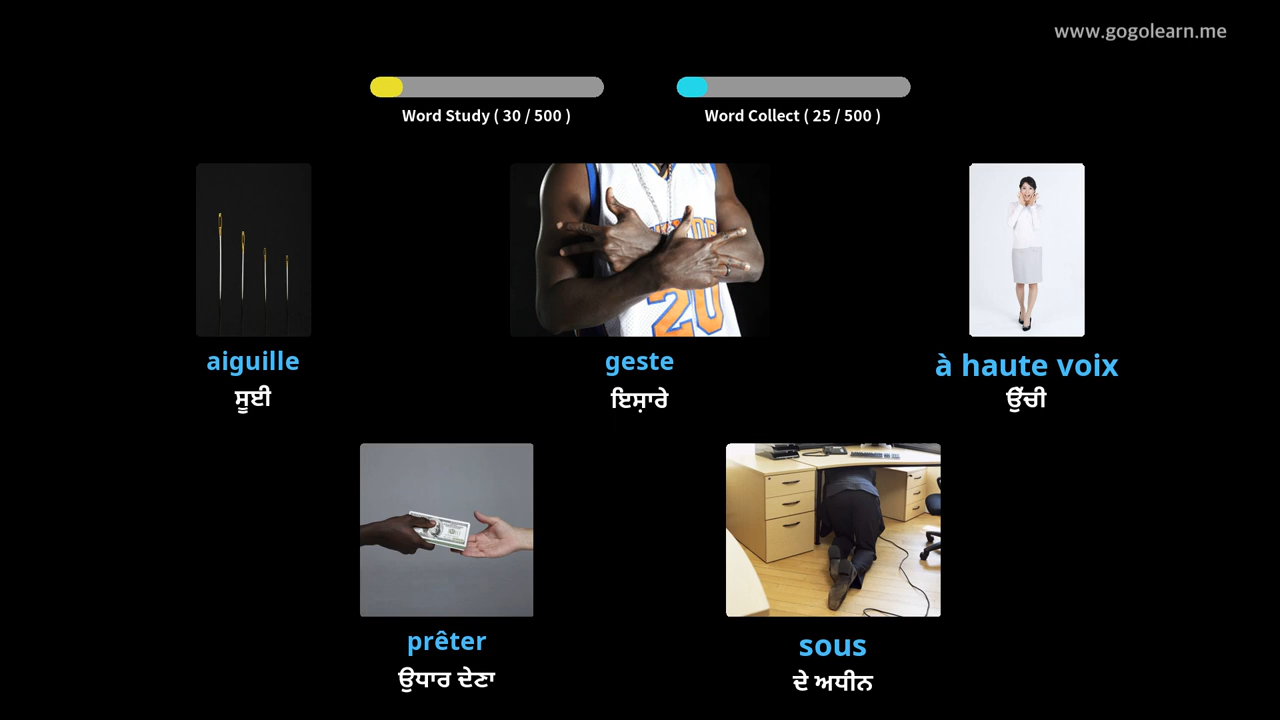 www.gogolearn.me
Word Study ( 30 / 500 )
Word Collect ( 25 / 500 )
20
aiguille
geste
à haute voix
ਸੂਈ
ਇਸ਼ਾਰੇ
ਉੱਚੀ
prêter
sous
ਉਧਾਰ ਦੇਣਾ
ਦੇ ਅਧੀਨ